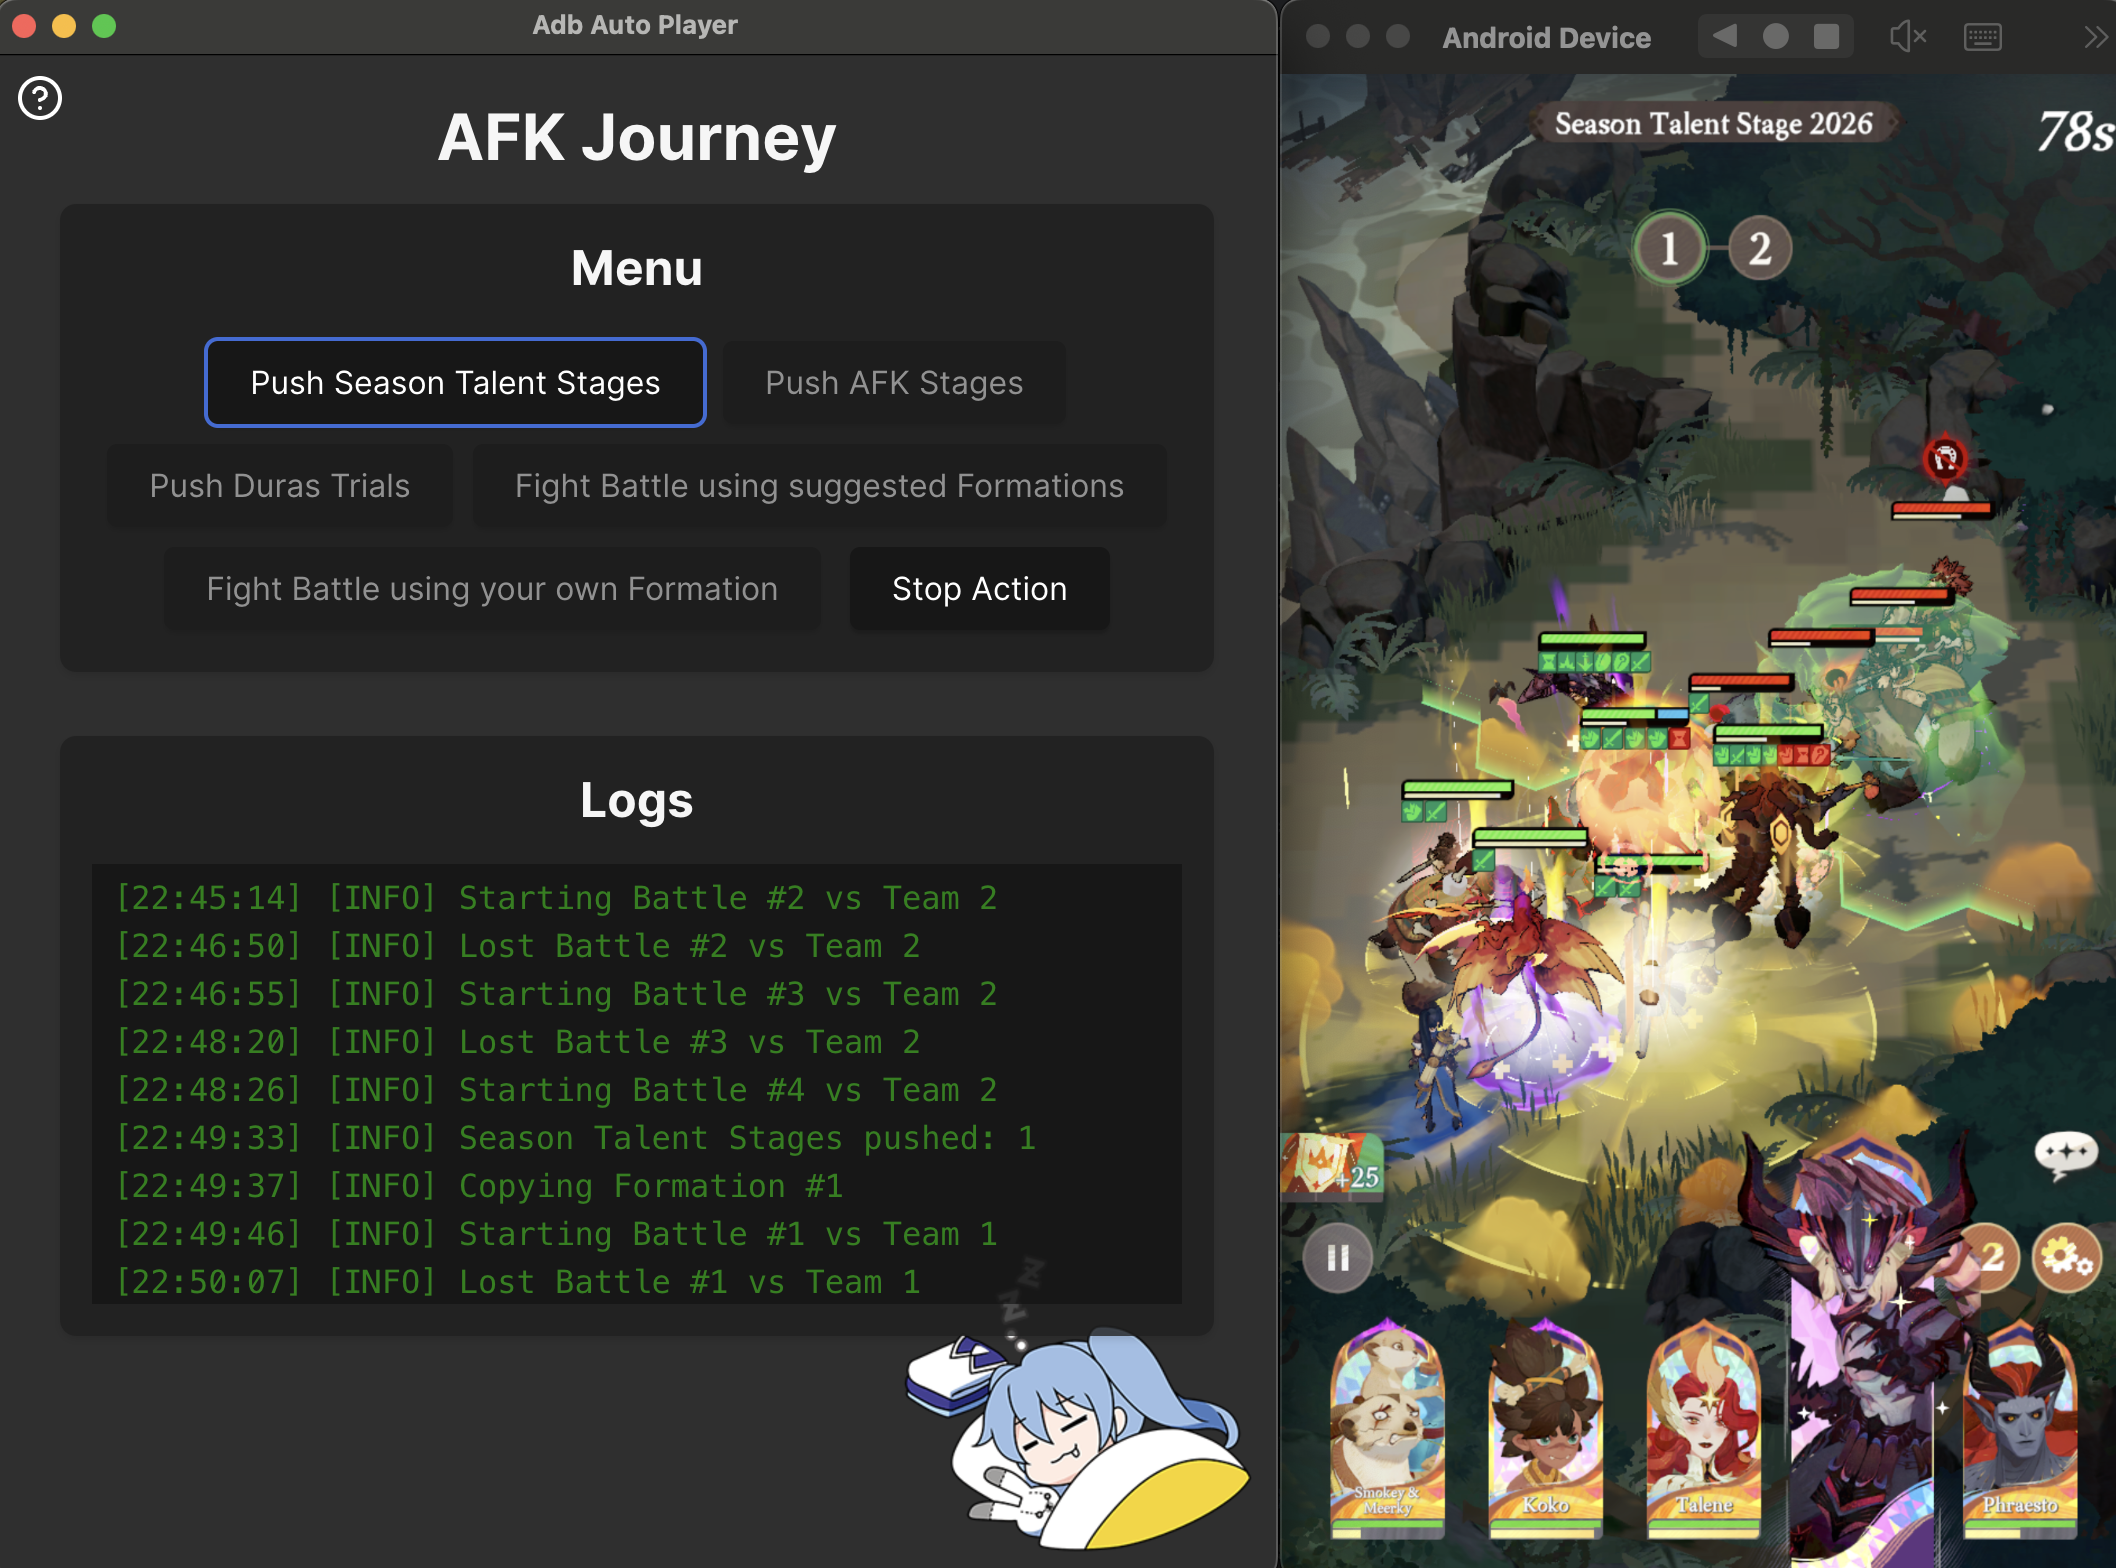 Adb Auto Player
AFK Journey
Menu
Push Season Talent Stages
Push AFK Stages
Push Duras Trials
Fight Battle using suggested Formations
Fight Battle using your own Formation
Stop Action
Logs
[22:45:14] [INFO] Starting Battle #2 vs Team 2
[22:46:50] [INFO] Lost Battle #2 vs Team 2
[22:46:55] [INFO] Starting Battle #3 vs Team 2
[22:48:20] [INFO] Lost Battle #3 vs Team 2
[22:48:26] [INFO] Starting Battle #4 vs Team 2
[22:49:33] [INFO] Season Talent Stages pushed: 1
[22:49:37] [INFO] Copying Formation #1
[22:49:46] [INFO] Starting Battle #1 vs Team 1
[22:50:07] [INFO] Lost Battle #1 vs Team 1
Z
Z
Android Device
Season Talent Stage 2026
78s
1
2
+25
2
Smokey &
Meerky
Koko
Talene
Phraesto